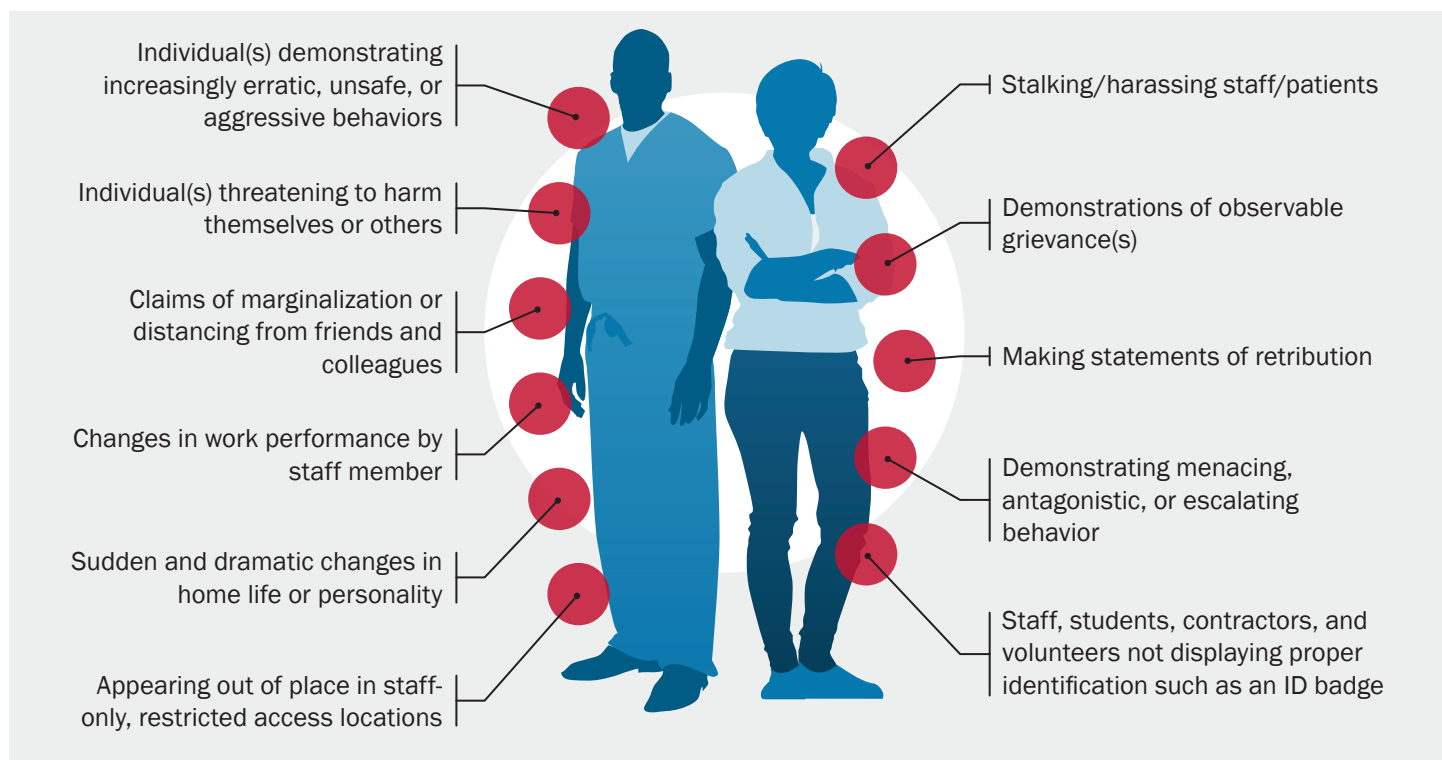 Individual(s) demonstrating
increasingly erratic, unsafe, or
aggressive behaviors
Individual(s) threatening to harm
themselves or others
Claims of marginalization or
distancing from friends and
colleagues
Changes in work performance by
staff member
Sudden and dramatic changes in
home life or personality
Appearing out of place in staff-
only, restricted access locations
Stalking/harassing staff/patients
Demonstrations of observable
grievance(s)
Making statements of retribution
Demonstrating menacing,
antagonistic, or escalating
behavior
Staff, students, contractors, and
volunteers not displaying proper
identification such as an ID badge